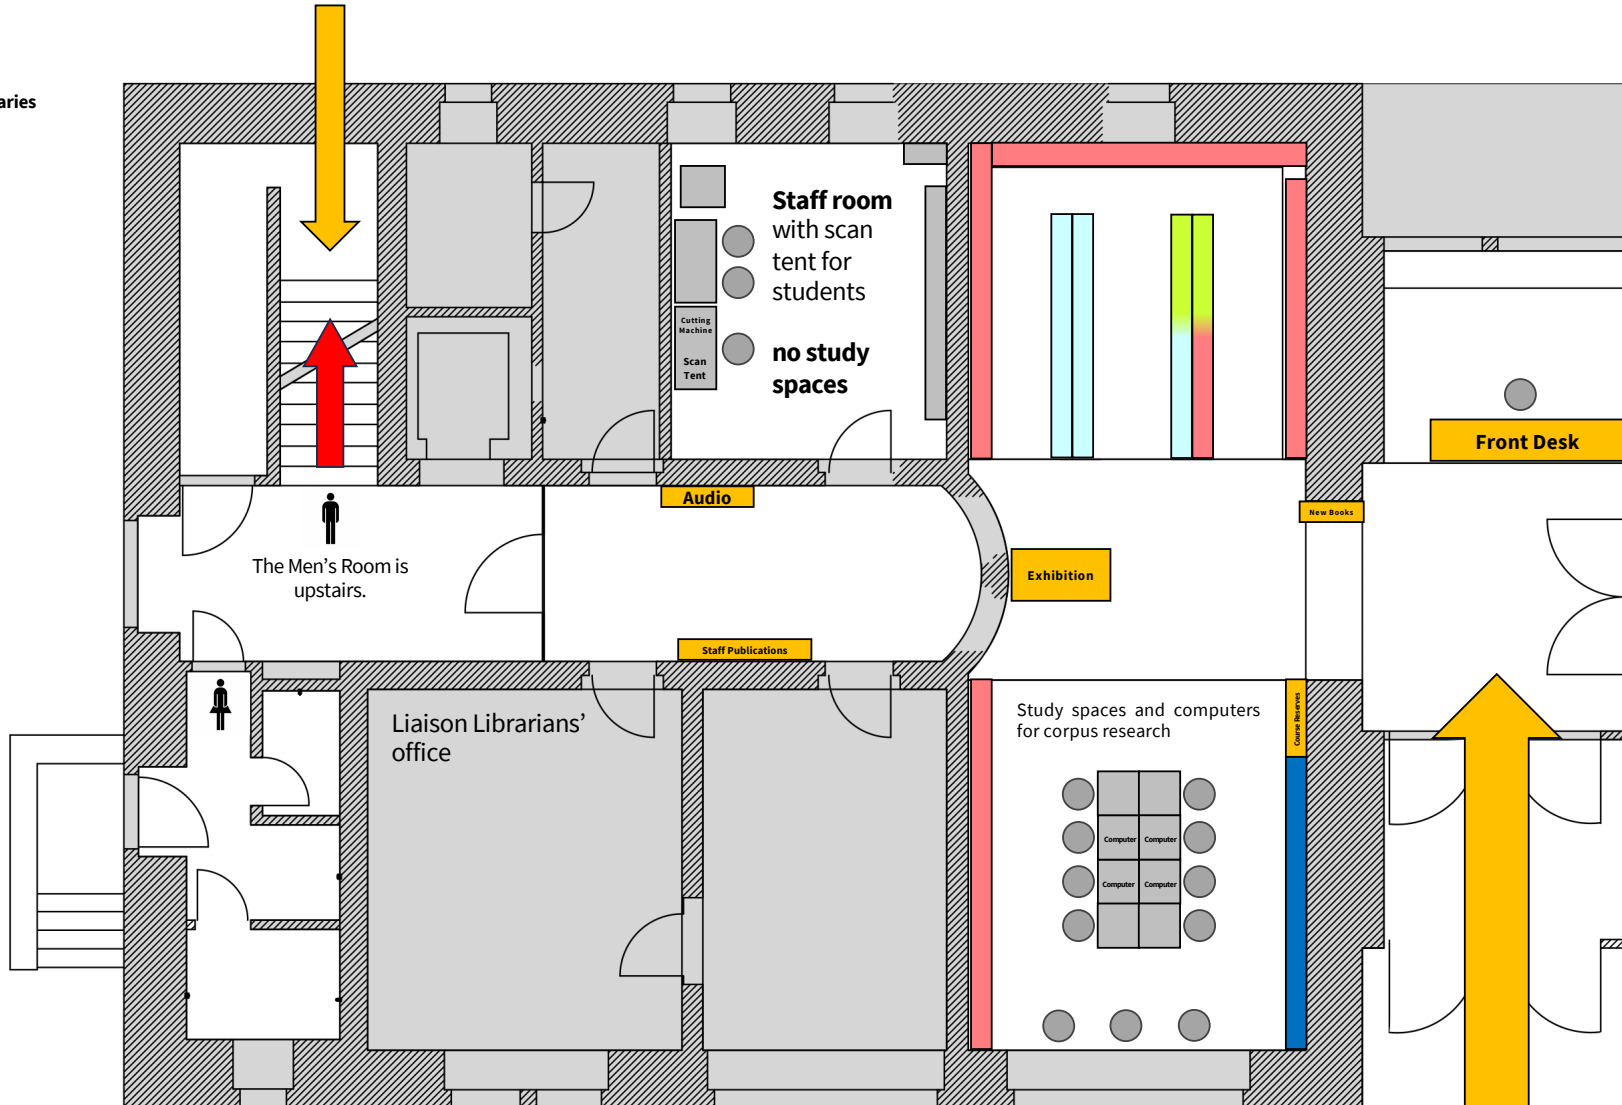 aries
Staff room
with scan
tent for
students
no study
spaces
Cutting
Machine
Scan
Tent
Front Desk
Audio
New Books
Exhibition
The Men's Room is
upstairs.
Staff Publications
Liaison Librarians'
office
Study spaces and computers
for corpus research
Course Reserves
Computer Computer
Computer Computer